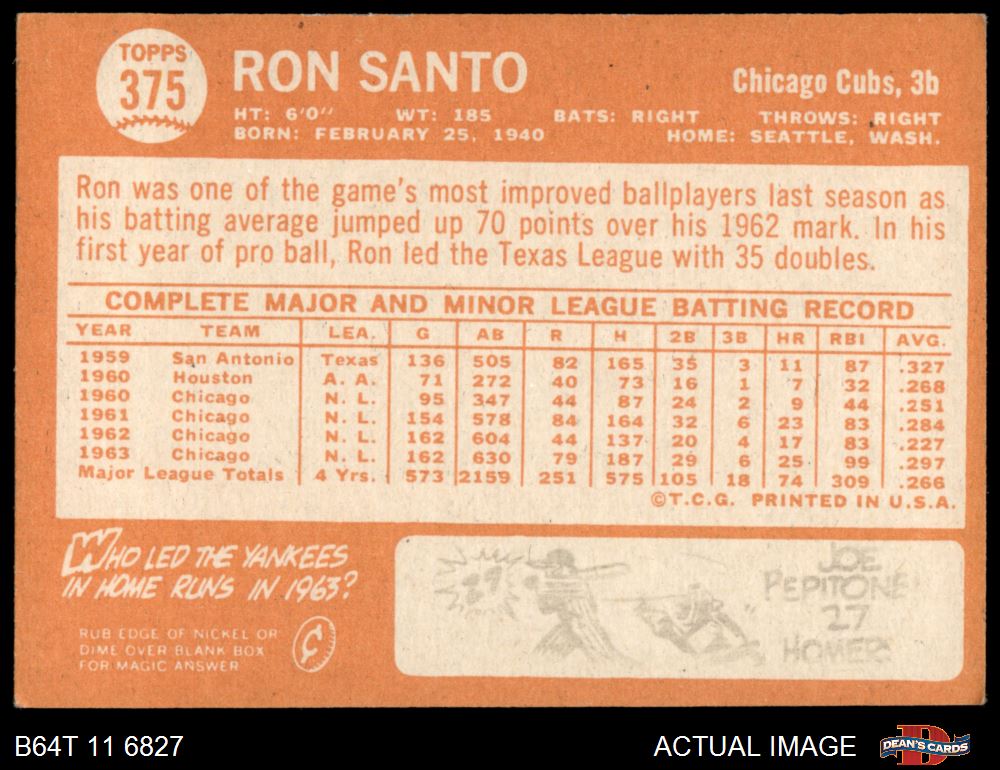 TOPPS
375
RON SANTO
Chicago Cubs, 3b
HT: 6'0" WT: 185 BATS: RIGHT THROWS: RIGHT
BORN: FEBRUARY 25, 1940 HOME: SEATTLE, WASH.
Ron was one of the game's most improved ballplayers last season as
his batting average jumped up 70 points over his 1962 mark. In his
first year of pro ball, Ron led the Texas League with 35 doubles.
COMPLETE MAJOR AND MINOR LEAGUE BATTING RECORD
YEAR TEAM LEA. G AB R H 2B 3B HR RBI AVG.
1959 San Antonio Texas 136 505 82 165 35 3 11 87 .327
1960 Houston A. A. 71 272 40 73 16 1 7 32 .268
1960 Chicago N. L. 95 347 44 87 24 2 9 44 .251
1961 Chicago N. L. 154 578 84 164 32 6 23 83 .284
1962 Chicago N. L. 162 604 44 137 20 4 17 83 .227
1963 Chicago N. L. 162 630 79 187 29 6 25 99 .297
Major League Totals 4 Yrs. 573 2159 251 575 105 18 74 309 .266
©T.C.G. PRINTED IN U.S.A.
WHO LED THE YANKEES
IN HOME RUNS IN 1963?
RUB EDGE OF NICKEL OR
DIME OVER BLANK BOX
FOR MAGIC ANSWER
¢
JOE
PEPITONE
27
HOMERS
B64T 11 6827
ACTUAL IMAGE
D
DEAN'S CARDS